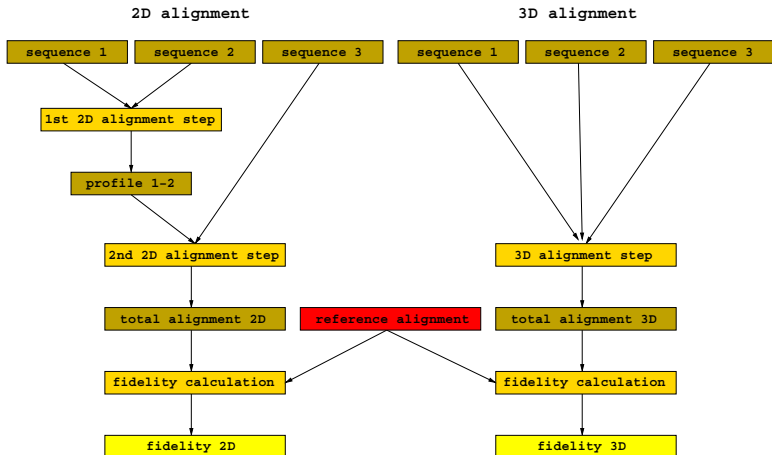 2D alignment
3D alignment
sequence 1
sequence 2
sequence 3
sequence 1
sequence 2
sequence 3
1st 2D alignment step
profile 1-2
2nd 2D alignment step
3D alignment step
total alignment 2D
reference alignment
total alignment 3D
fidelity calculation
fidelity calculation
fidelity 2D
fidelity 3D